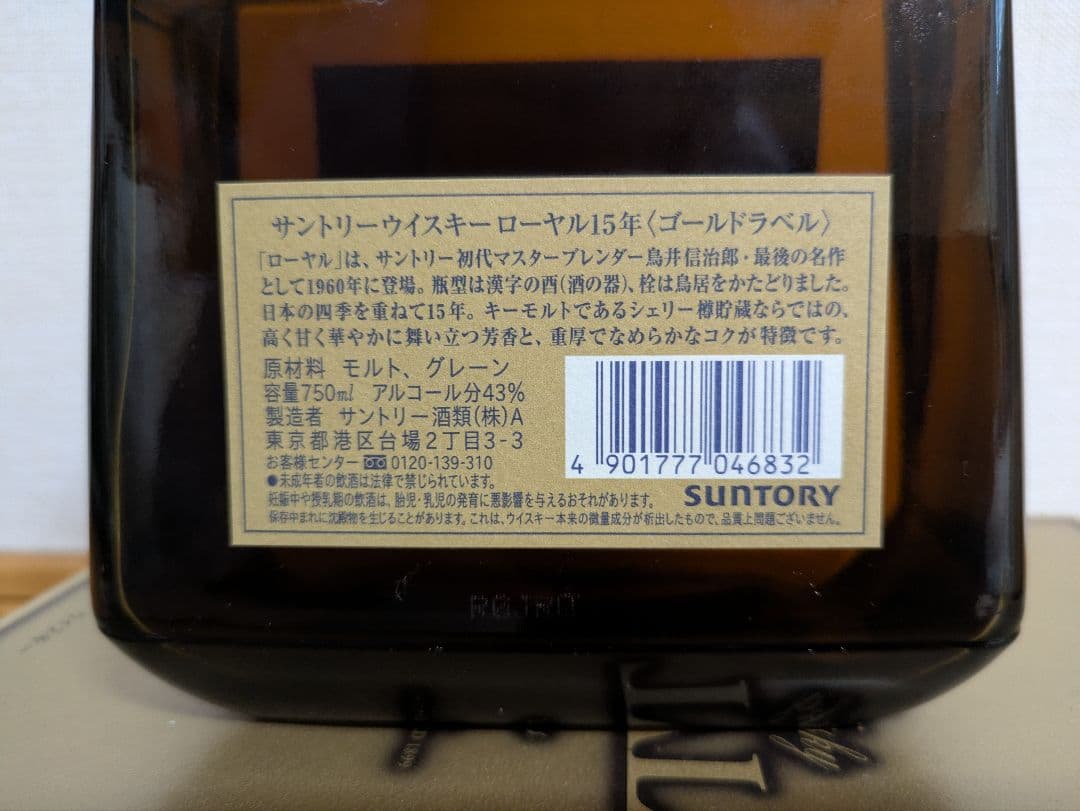 サントリーウイスキー ローヤル15年〈ゴールドラベル〉
「ローヤル」は、サントリー初代マスターブレンダー鳥井信治郎・最後の名作
として1960年に登場。瓶型は漢字の酉(酒の器)、栓は鳥居をかたどりました。
日本の四季を重ねて15年。キーモルトであるシェリー樽貯蔵ならではの、
高く甘く華やかに舞い立つ芳香と、重厚でなめらかなコクが特徴です。
原材料 モルト、グレーン
容量750ml アルコール分43%
製造者 サントリー酒類(株)A
東京都港区台場2丁目3-3
お客様センター 0120-139-310
●未成年者の飲酒は法律で禁じられています。
妊娠中や授乳期の飲酒は、胎児・乳児の発育に悪影響を与えるおそれがあります。
保存中まれに沈殿物を生じることがあります。これは、ウイスキー本来の微量成分が析出したもので、品質上問題ございません。
4 901777 046832
SUNTORY